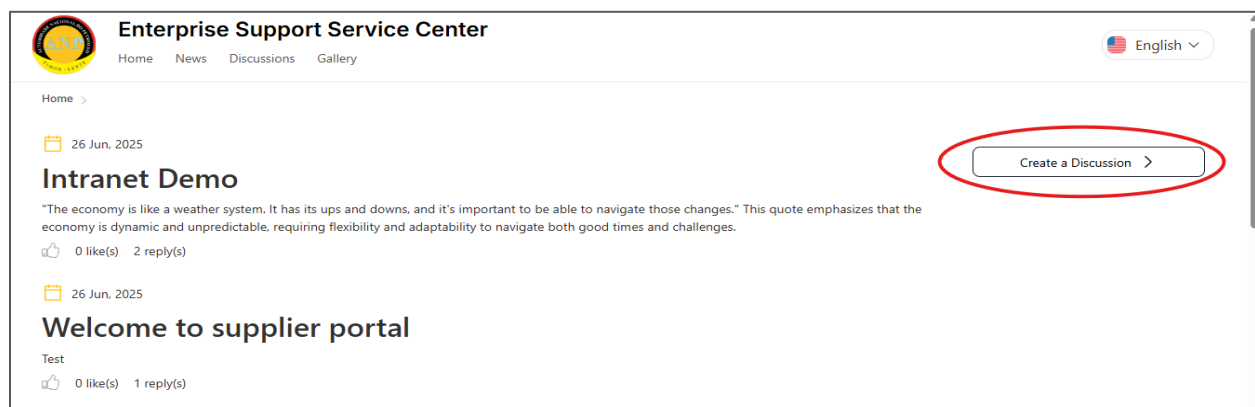 ANP
TIMOR-LESTE
Enterprise Support Service Center
Home News Discussions Gallery
English
Home >
26 Jun, 2025
Create a Discussion >
Intranet Demo
"The economy is like a weather system. It has its ups and downs, and it's important to be able to navigate those changes." This quote emphasizes that the
economy is dynamic and unpredictable, requiring flexibility and adaptability to navigate both good times and challenges.
0 like(s) 2 reply(s)
26 Jun, 2025
Welcome to supplier portal
Test
0 like(s) 1 reply(s)